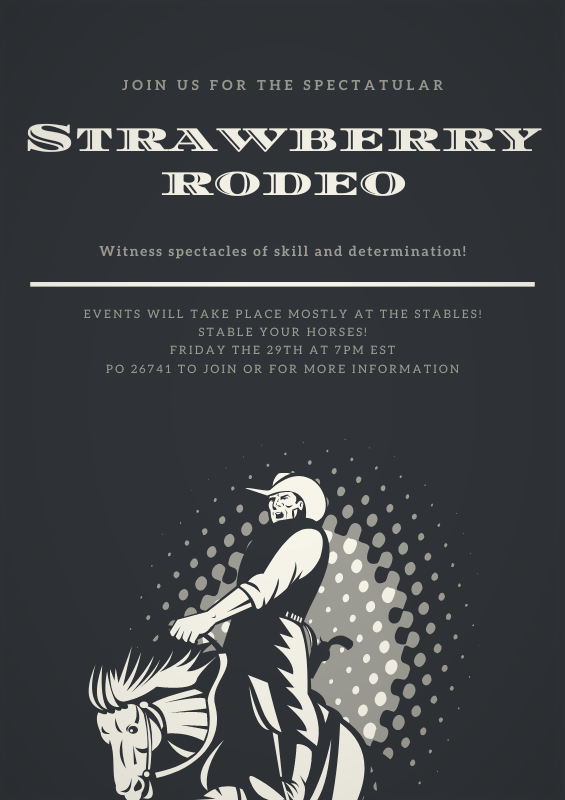 JOIN US FOR THE SPECTATULAR
STRAWBERRY
RODEO
Witness spectacles of skill and determination!
EVENTS WILL TAKE PLACE MOSTLY AT THE STABLES!
STABLE YOUR HORSES!
FRIDAY THE 29TH AT 7PM EST
PO 26741 TO JOIN OR FOR MORE INFORMATION